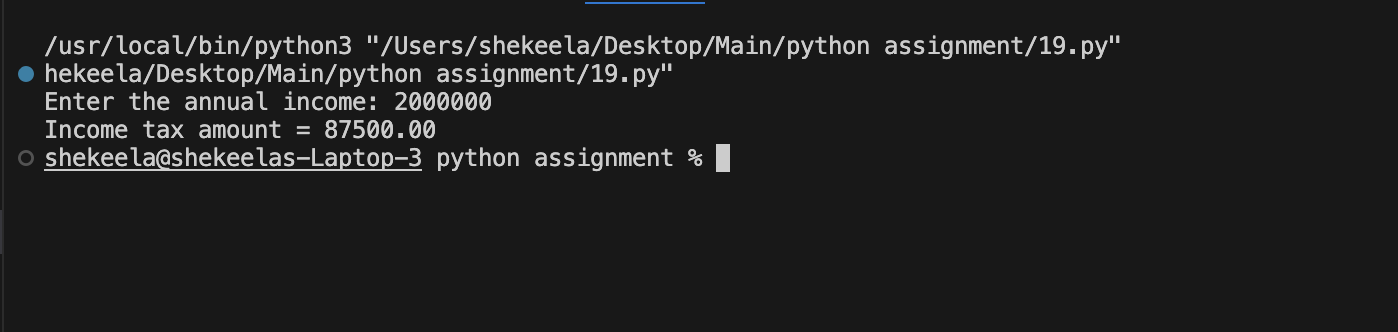 /usr/local/bin/python3 "/Users/shekeela/Desktop/Main/python assignment/19.py"
hekeela/Desktop/Main/python assignment/19.py"
Enter the annual income: 2000000
Income tax amount = 87500.00
shekeela@shekeelas-Laptop-3 python assignment %